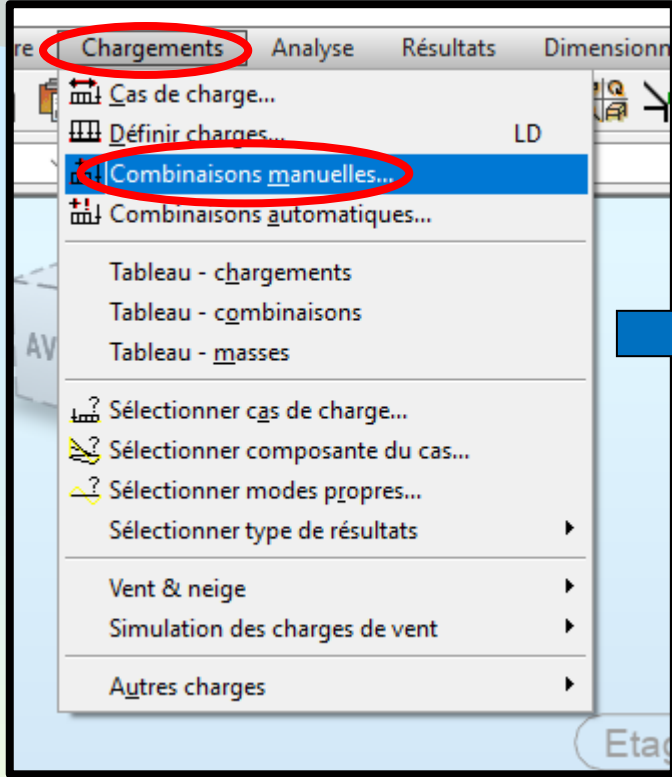 re Chargements Analyse Résultats Dimensionn
Cas de charge...
Définir charges... LD
Combinaisons manuelles...
Combinaisons automatiques...
Tableau - chargements
Tableau - combinaisons
Tableau - masses
AV
Sélectionner cas de charge...
Sélectionner composante du cas...
Sélectionner modes propres...
Sélectionner type de résultats
Vent & neige
Simulation des charges de vent
Autres charges
Etag